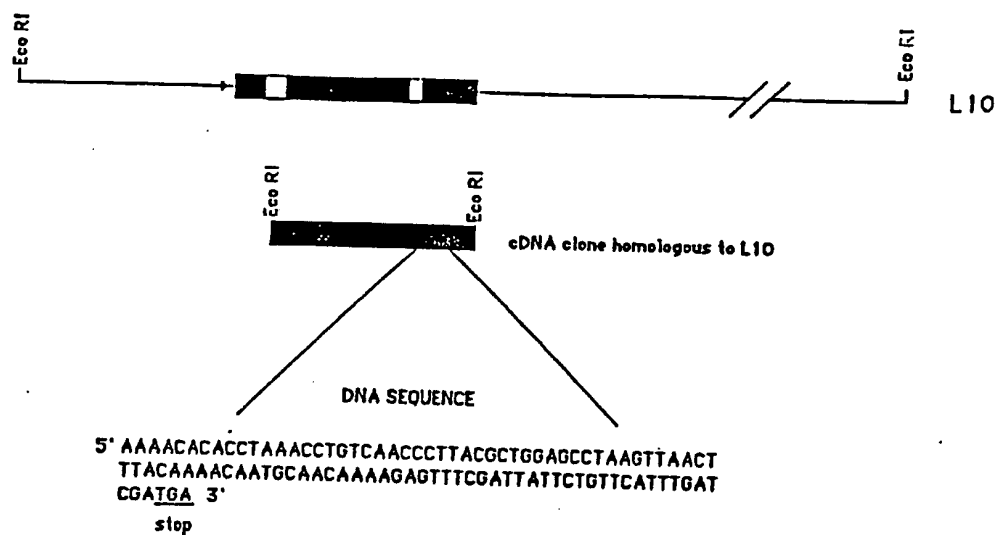 Eco RI
Eco RI
L10
Eco RI
Eco RI
cDNA clone homologous to L10
DNA SEQUENCE
5' AAAACACACCTAAACCTGTCAACCCTTACGCTGGAGCCTAAGTTAACT
TTACAAAACAATGCAACAAAAGAGTTTCGATTATTCTGTTCATTTGAT
CGATGA 3'
stop